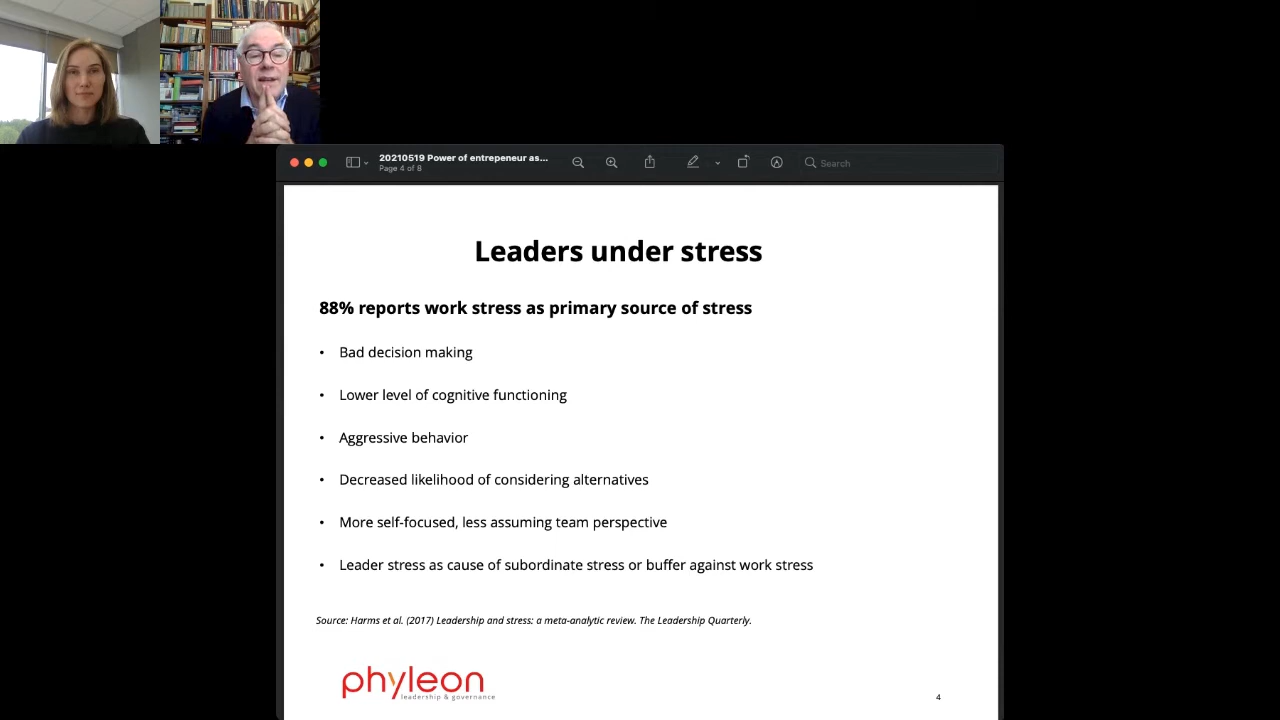 20210519 Power of entrepeneur as...
Page 4 of 8
Search
Leaders under stress
88% reports work stress as primary source of stress
• Bad decision making
• Lower level of cognitive functioning
• Aggressive behavior
• Decreased likelihood of considering alternatives
• More self-focused, less assuming team perspective
• Leader stress as cause of subordinate stress or buffer against work stress
Source: Harms et al. (2017) Leadership and stress: a meta-analytic review. The Leadership Quarterly.
phyleon
leadership & governance
4